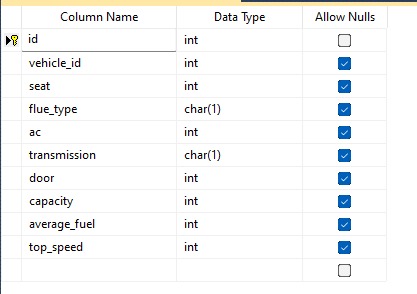 Column Name Data Type Allow Nulls
id int
vehicle_id int
seat int
flue_type char(1)
ac int
transmission char(1)
door int
capacity int
average_fuel int
top_speed int